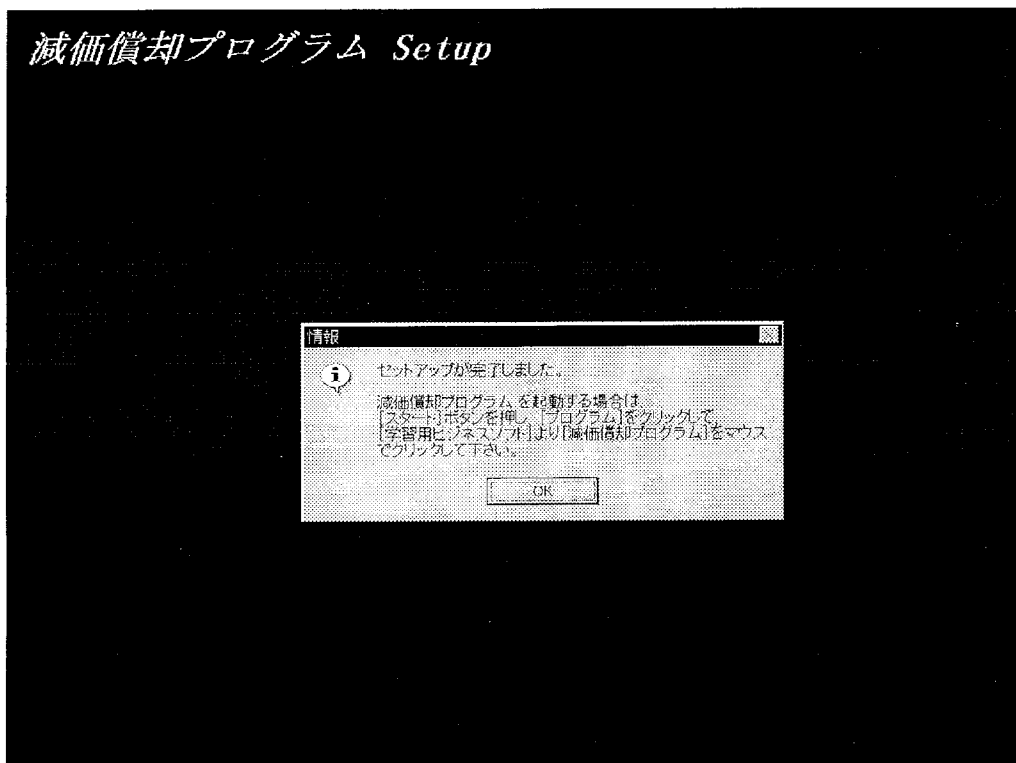 減価償却プログラム Setup
情報
セットアップが完了しました。
減価償却プログラム を起動する場合は、
[スタート]ボタンを押し、[プログラム]をクリックして、
[学習用ビジネスソフト]より[減価償却プログラム]をマウス
でクリックして下さい。
OK